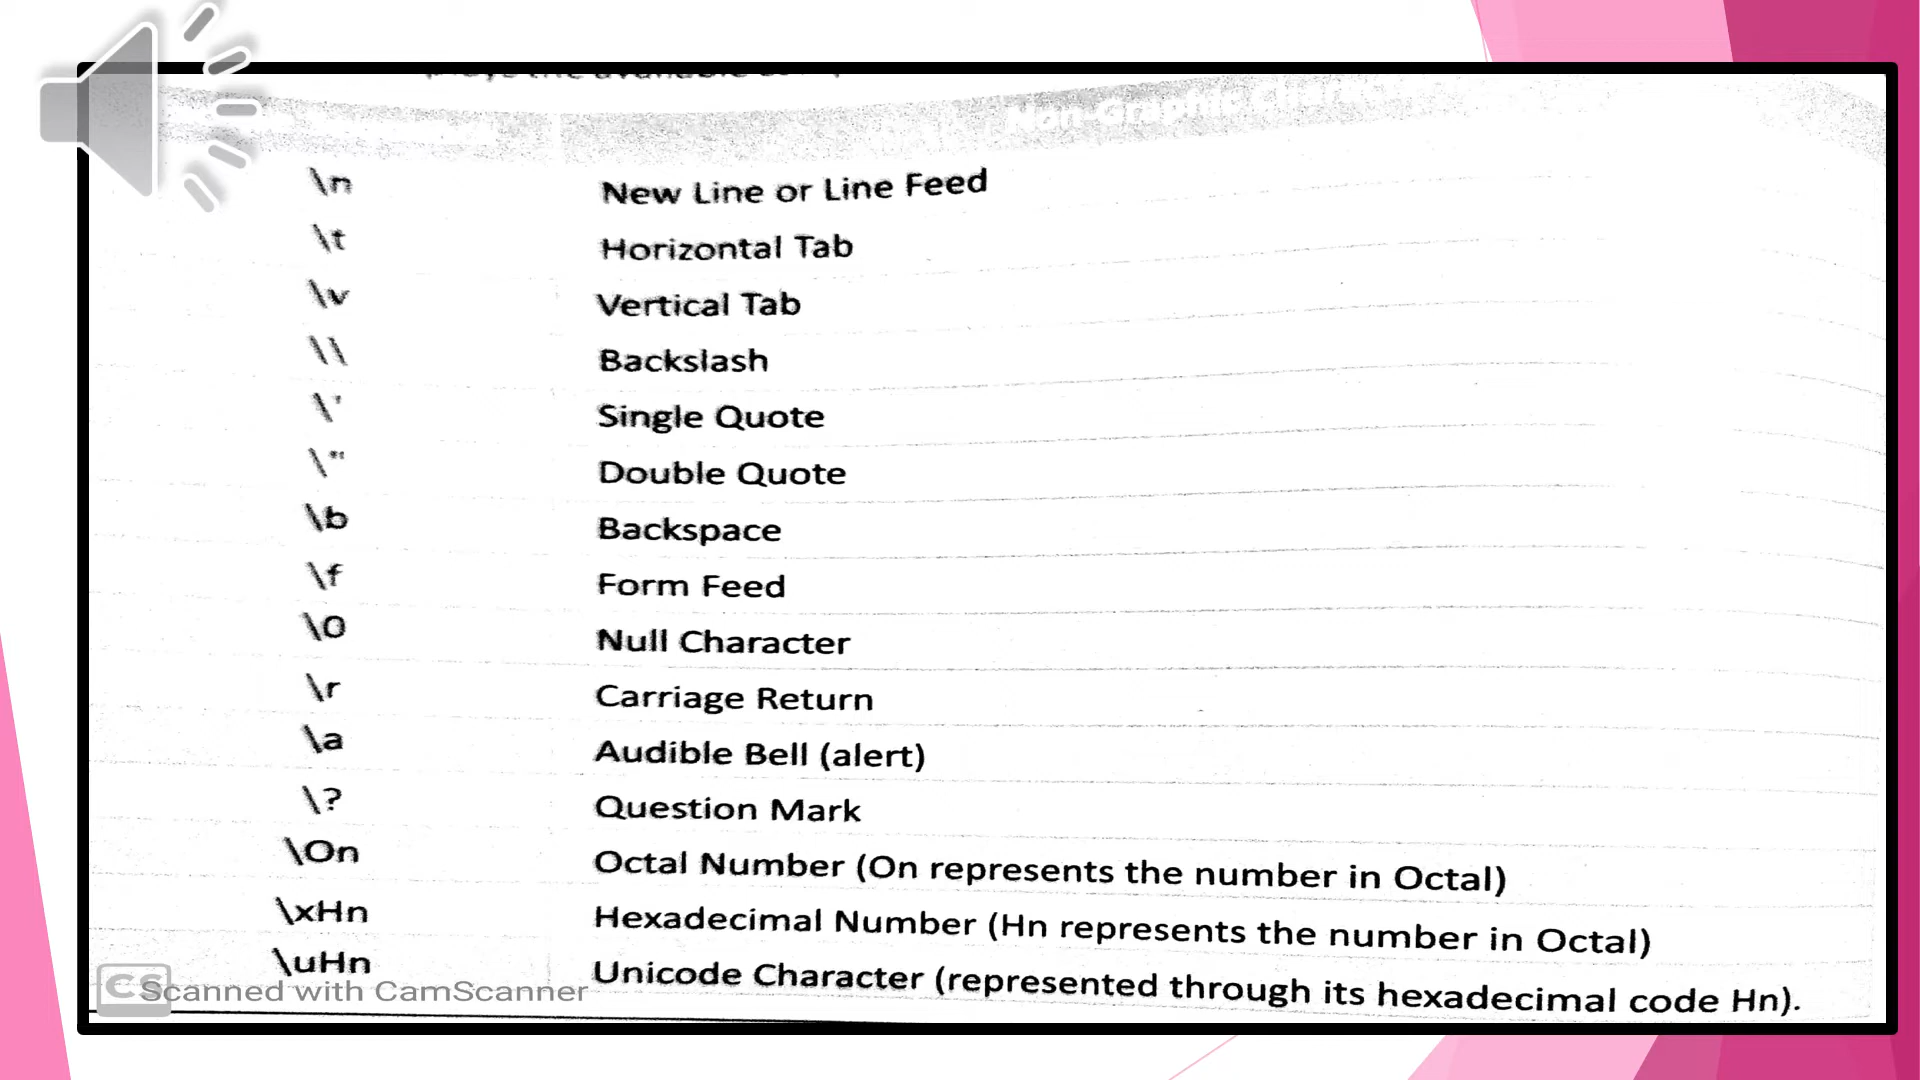 Non-Graphic
\n New Line or Line Feed
\t Horizontal Tab
\v Vertical Tab
\\ Backslash
\' Single Quote
\" Double Quote
\b Backspace
\f Form Feed
\0 Null Character
\r Carriage Return
\a Audible Bell (alert)
\? Question Mark
\On Octal Number (On represents the number in Octal)
\xHn Hexadecimal Number (Hn represents the number in Octal)
\uHn Unicode Character (represented through its hexadecimal code Hn).
CS Scanned with CamScanner